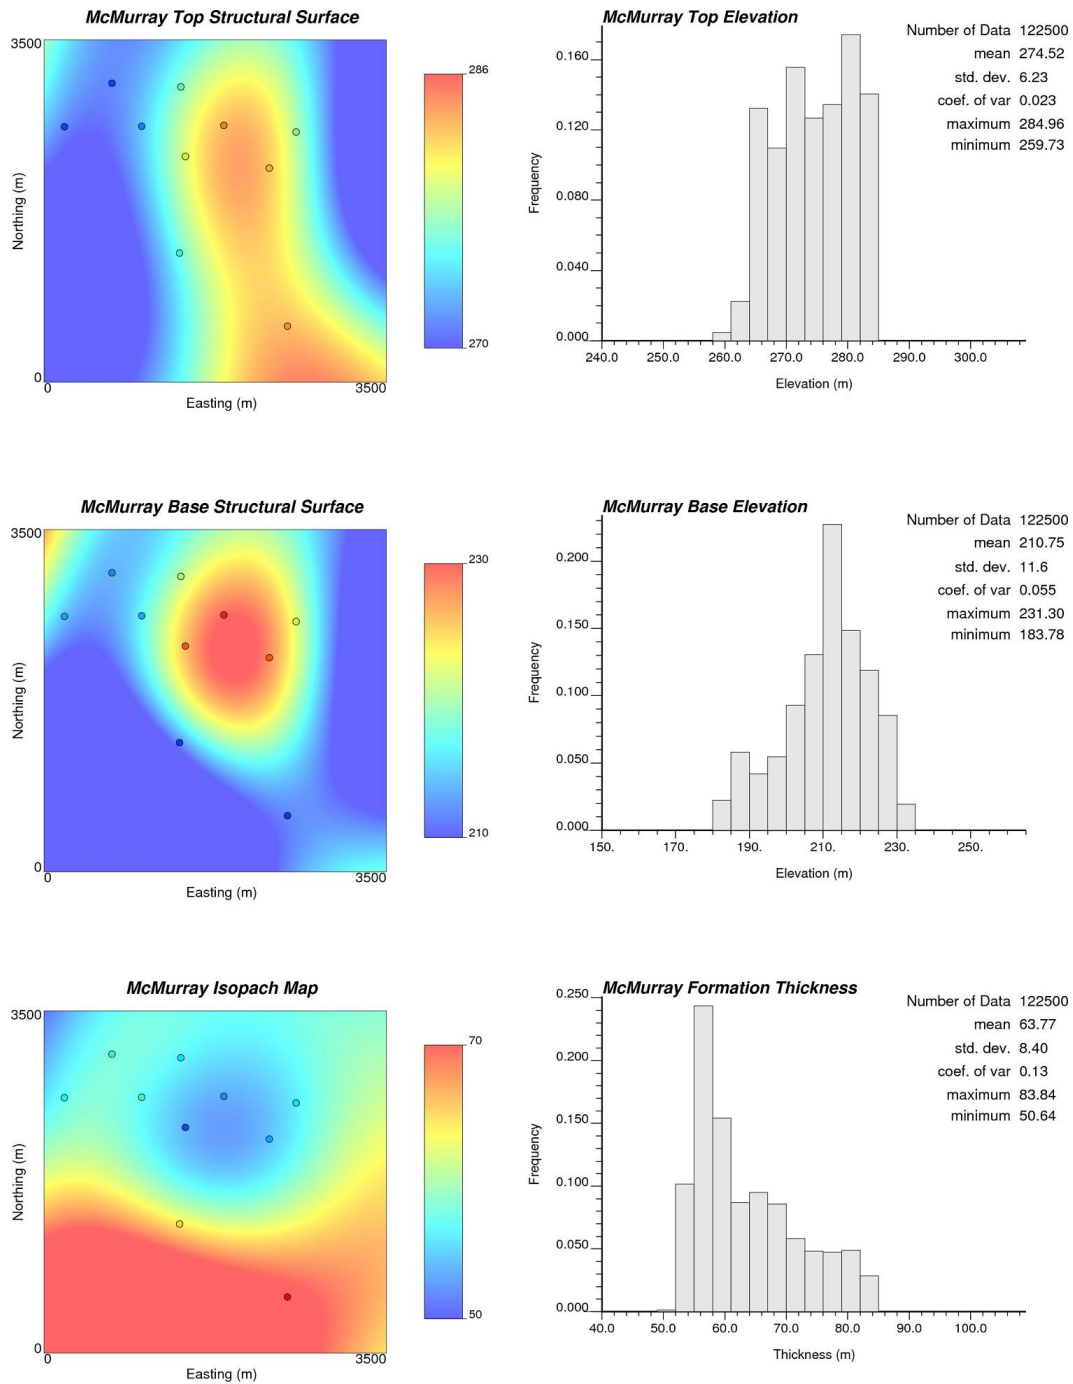 McMurray Top Structural Surface
3500
Northing (m)
0
0
3500
Easting (m)
286
270
McMurray Top Elevation
Number of Data 122500
mean 274.52
std. dev. 6.23
coef. of var 0.023
maximum 284.96
minimum 259.73
Frequency
0.160
0.120
0.080
0.040
0.000
240.0 250.0 260.0 270.0 280.0 290.0 300.0
Elevation (m)
McMurray Base Structural Surface
3500
Northing (m)
0
0
3500
Easting (m)
230
210
McMurray Base Elevation
Number of Data 122500
mean 210.75
std. dev. 11.6
coef. of var 0.055
maximum 231.30
minimum 183.78
Frequency
0.200
0.150
0.100
0.050
0.000
150. 170. 190. 210. 230. 250.
Elevation (m)
McMurray Isopach Map
3500
Northing (m)
0
0
3500
Easting (m)
70
50
McMurray Formation Thickness
Number of Data 122500
mean 63.77
std. dev. 8.40
coef. of var 0.13
maximum 83.84
minimum 50.64
Frequency
0.250
0.200
0.150
0.100
0.050
0.000
40.0 50.0 60.0 70.0 80.0 90.0 100.0
Thickness (m)